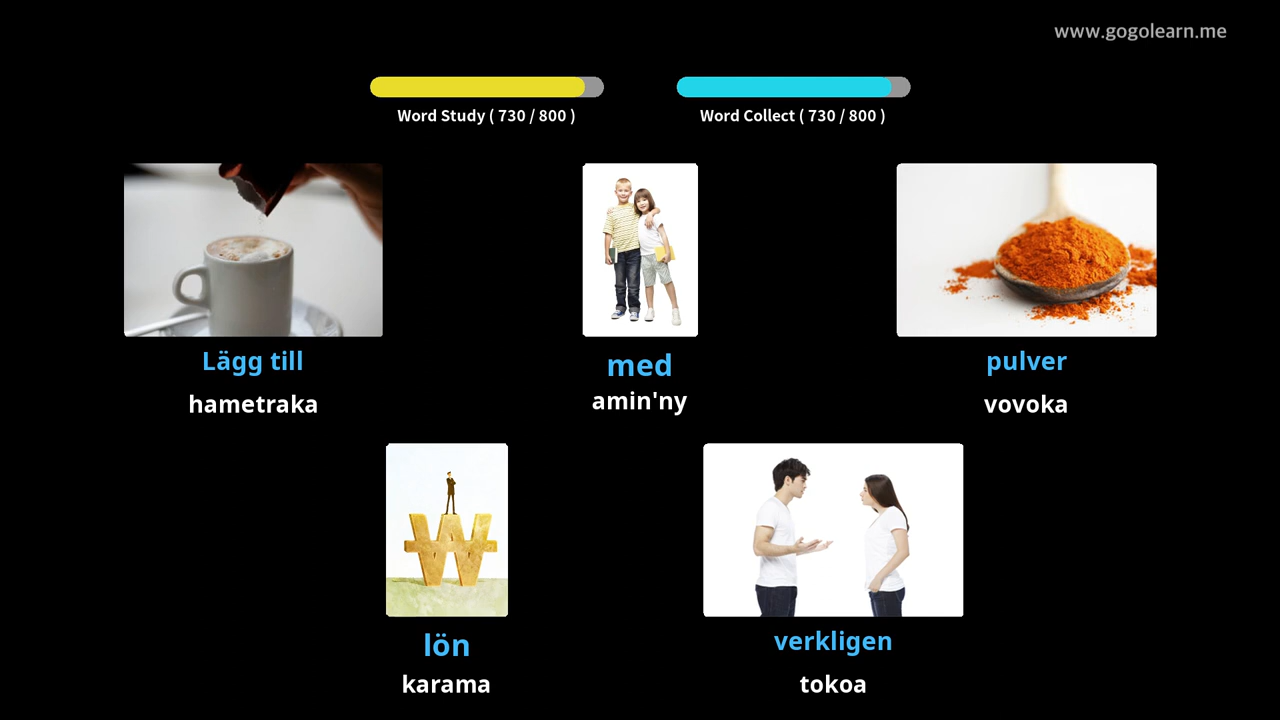 www.gogolearn.me
Word Study ( 730 / 800 )
Word Collect ( 730 / 800 )
Lägg till
hametraka
med
amin'ny
pulver
vovoka
lön
karama
verkligen
tokoa